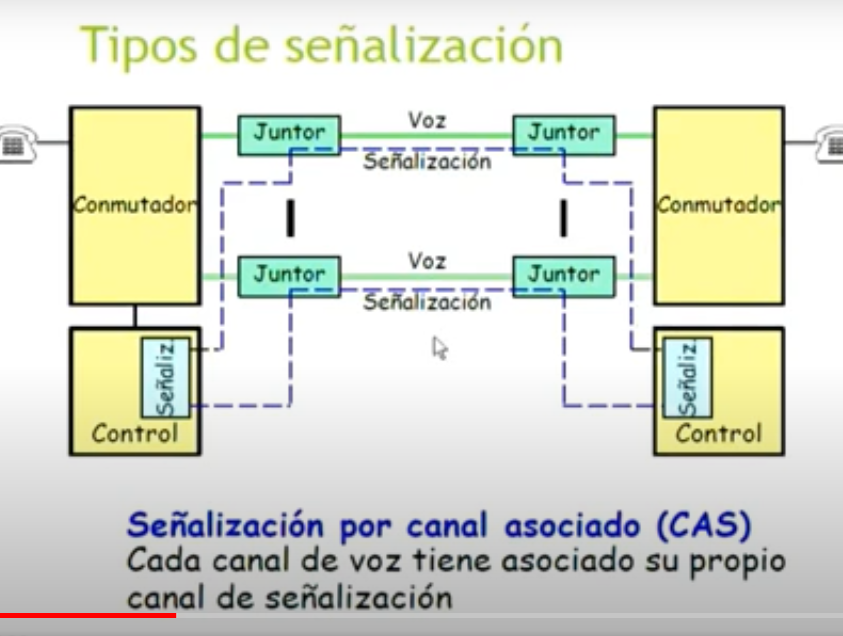 Tipos de señalización
Juntor
Voz
Juntor
Señalización
Conmutador
Conmutador
Juntor
Voz
Juntor
Señalización
Señaliz.
Control
Señaliz.
Control
Señalización por canal asociado (CAS)
Cada canal de voz tiene asociado su propio
canal de señalización